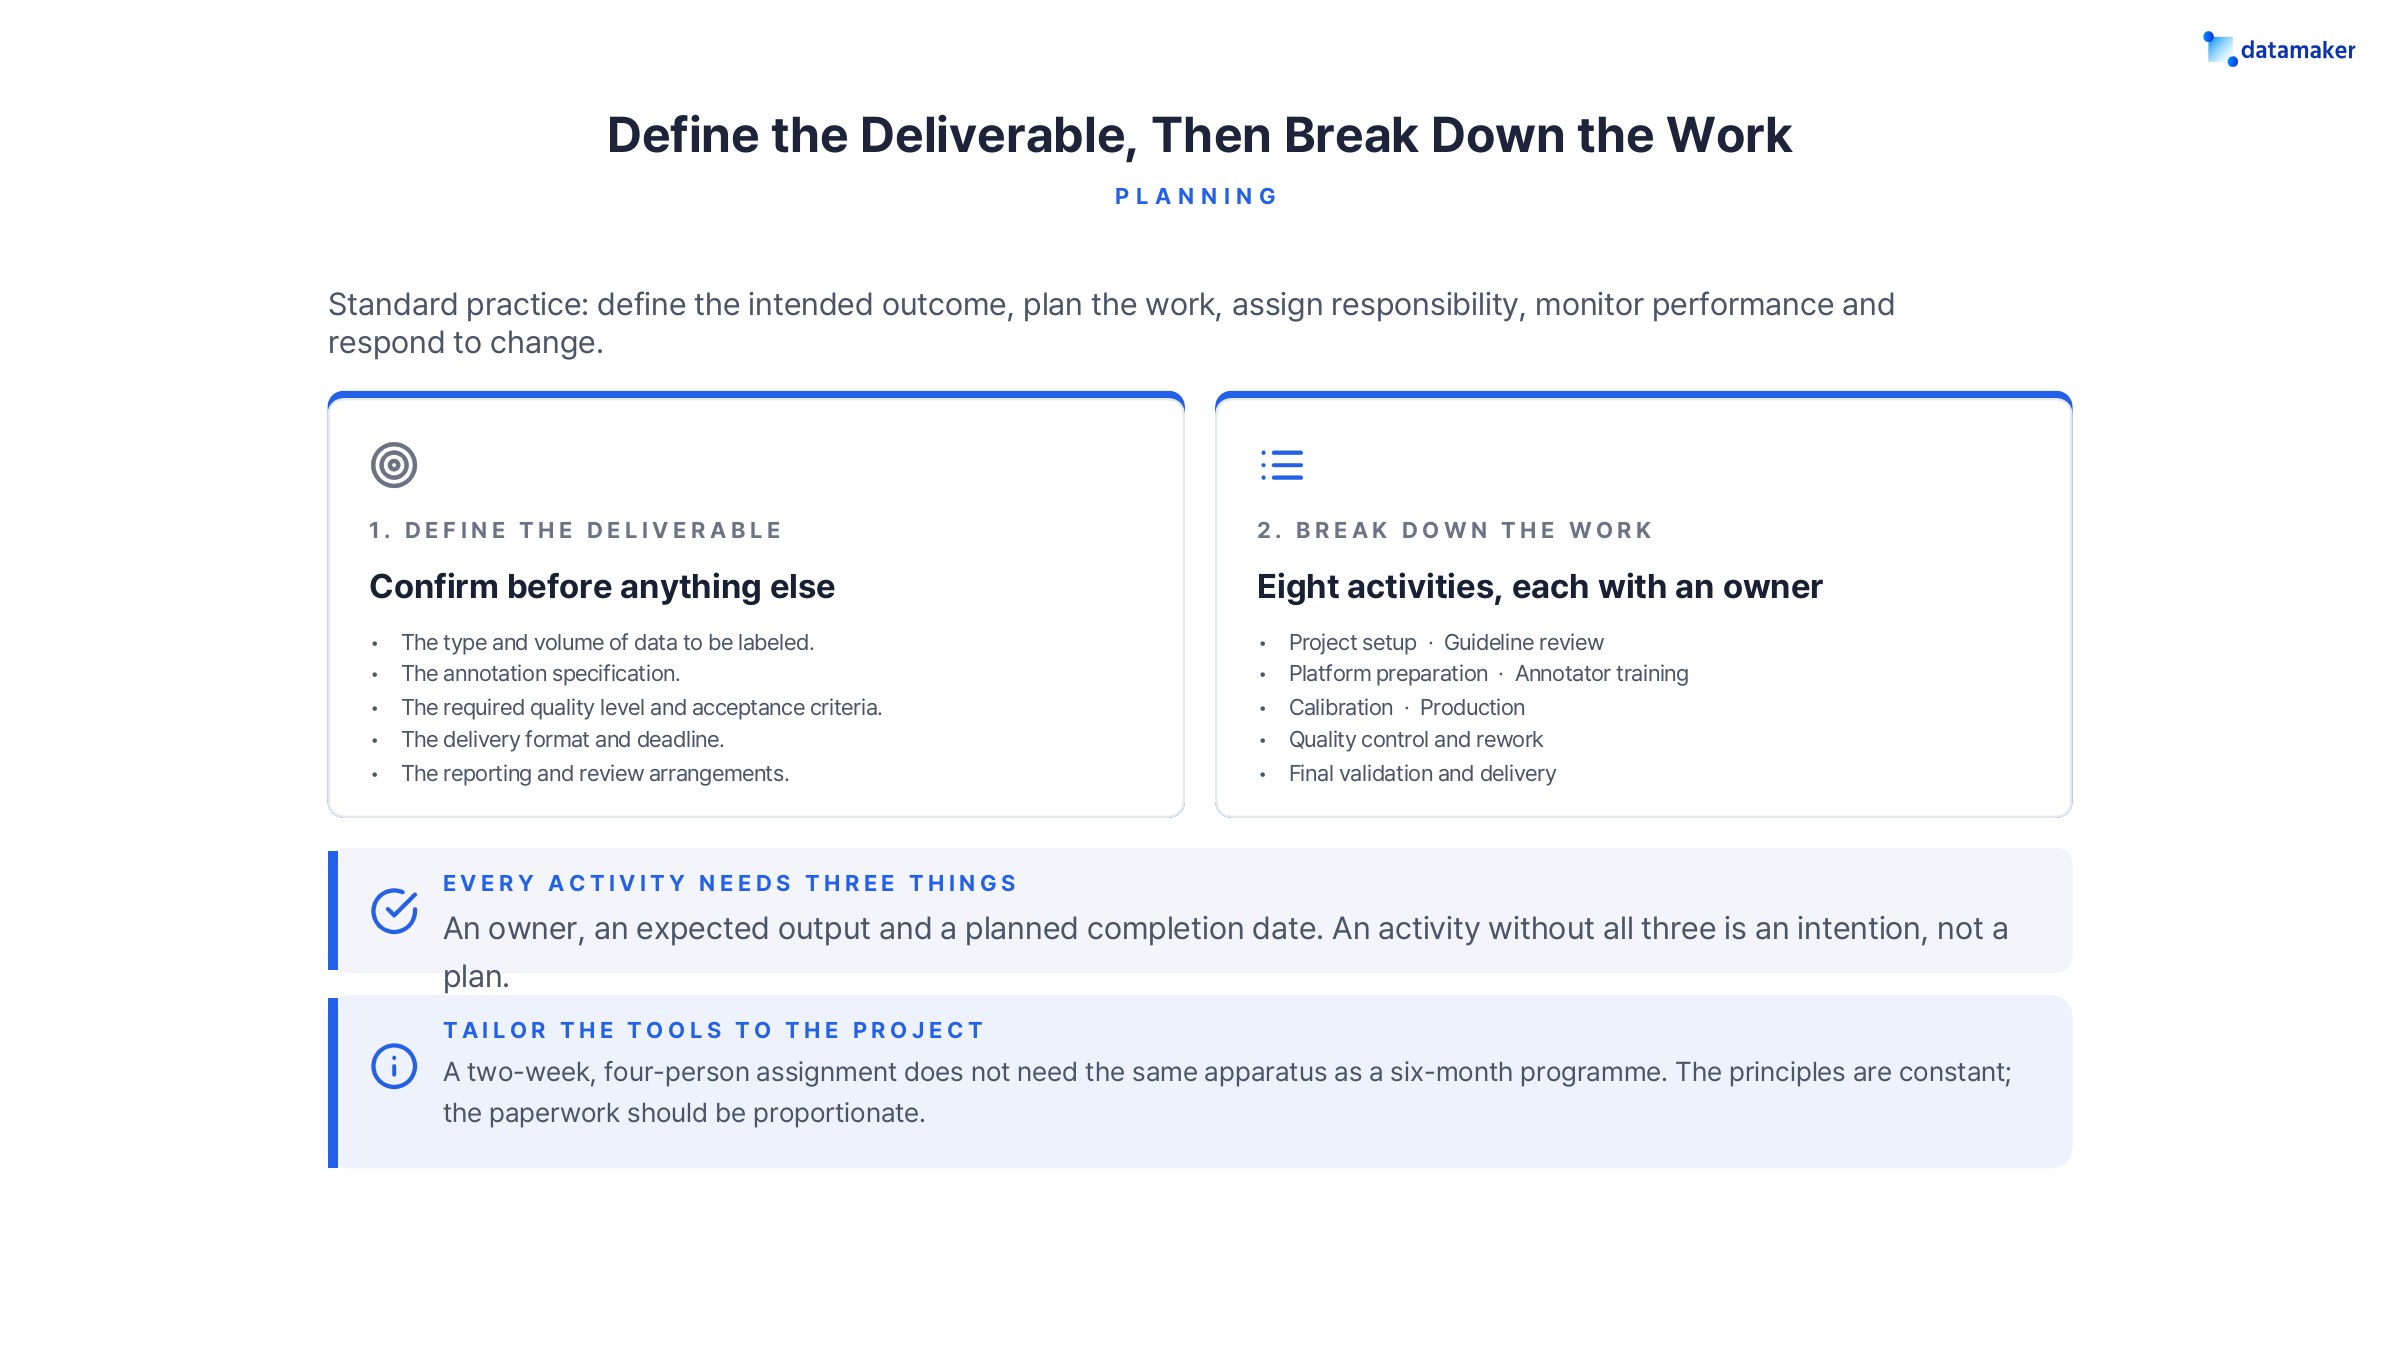 datamaker
Define the Deliverable, Then Break Down the Work
PLANNING
Standard practice: define the intended outcome, plan the work, assign responsibility, monitor performance and
respond to change.
1. DEFINE THE DELIVERABLE
Confirm before anything else
• The type and volume of data to be labeled.
• The annotation specification.
• The required quality level and acceptance criteria.
• The delivery format and deadline.
• The reporting and review arrangements.
2. BREAK DOWN THE WORK
Eight activities, each with an owner
• Project setup · Guideline review
• Platform preparation · Annotator training
• Calibration · Production
• Quality control and rework
• Final validation and delivery
EVERY ACTIVITY NEEDS THREE THINGS
An owner, an expected output and a planned completion date. An activity without all three is an intention, not a
plan.
TAILOR THE TOOLS TO THE PROJECT
A two-week, four-person assignment does not need the same apparatus as a six-month programme. The principles are constant;
the paperwork should be proportionate.